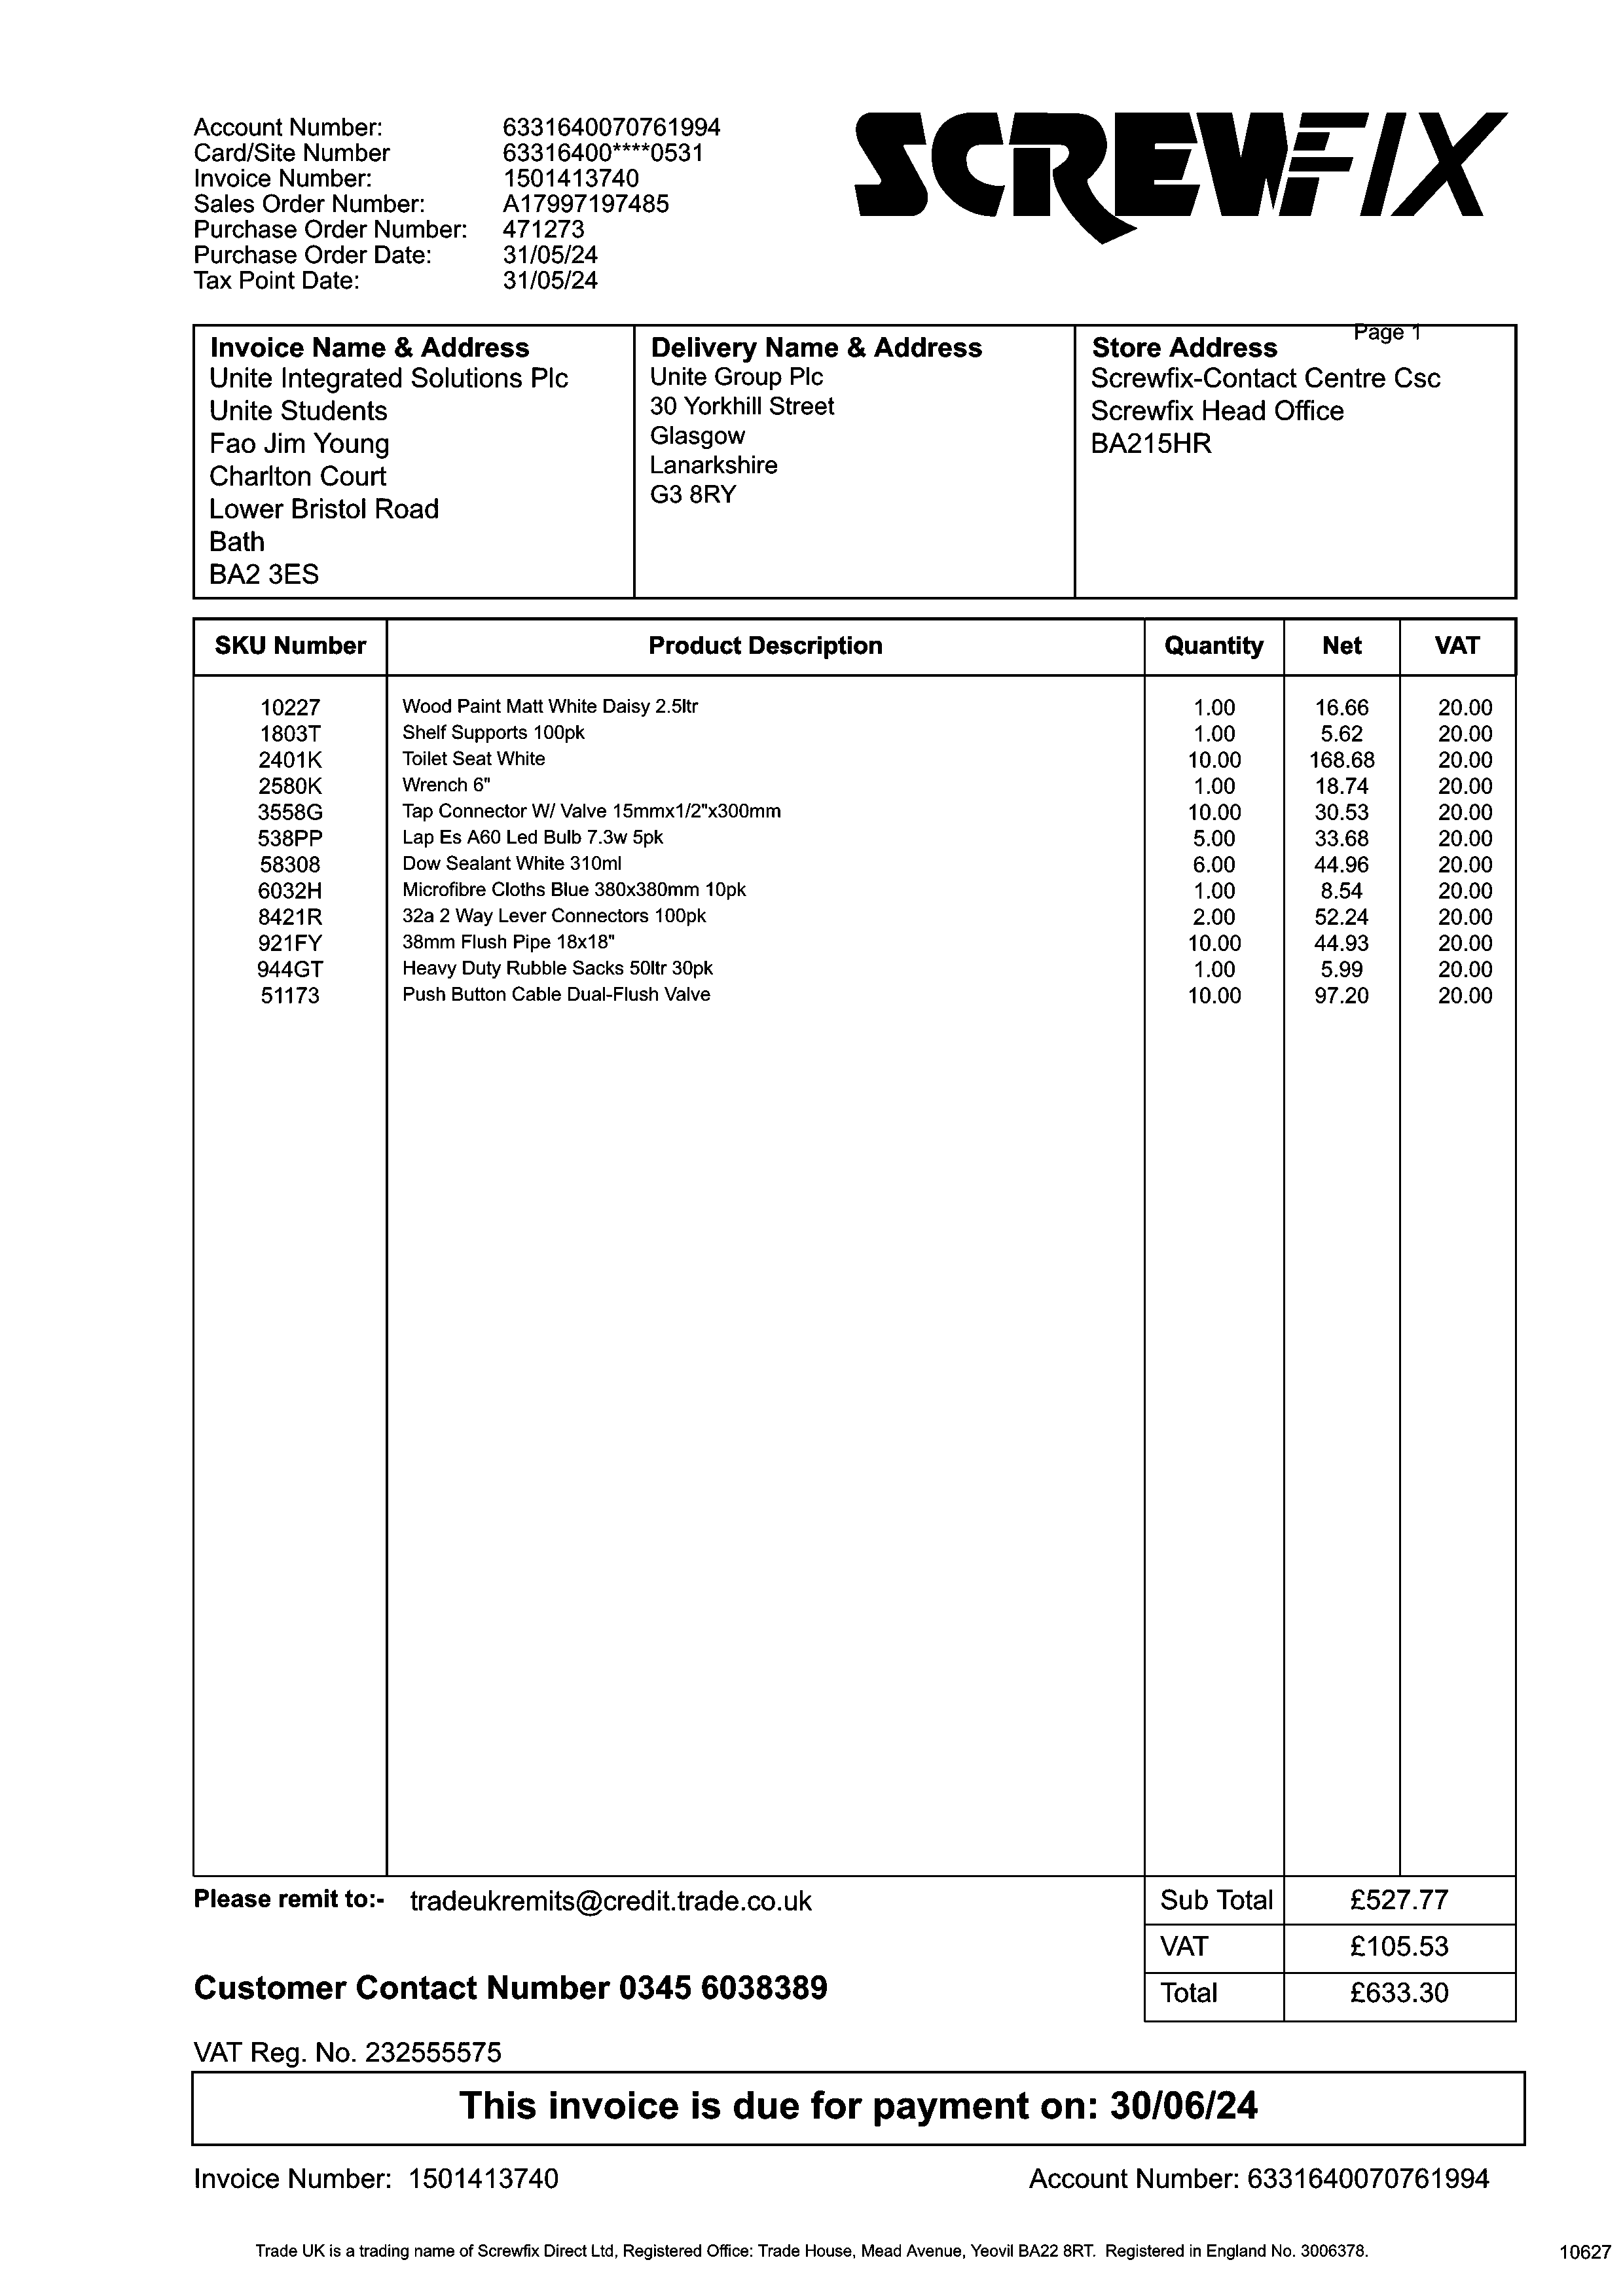 SCREWFIX
Account Number: 6331640070761994
Card/Site Number 63316400****0531
Invoice Number: 1501413740
Sales Order Number: A17997197485
Purchase Order Number: 471273
Purchase Order Date: 31/05/24
Tax Point Date: 31/05/24
Page 1
Invoice Name & Address
Unite Integrated Solutions Plc
Unite Students
Fao Jim Young
Charlton Court
Lower Bristol Road
Bath
BA2 3ES
Delivery Name & Address
Unite Group Plc
30 Yorkhill Street
Glasgow
Lanarkshire
G3 8RY
Store Address
Screwfix-Contact Centre Csc
Screwfix Head Office
BA215HR
SKU Number Product Description Quantity Net VAT
10227 Wood Paint Matt White Daisy 2.5ltr 1.00 16.66 20.00
1803T Shelf Supports 100pk 1.00 5.62 20.00
2401K Toilet Seat White 10.00 168.68 20.00
2580K Wrench 6" 1.00 18.74 20.00
3558G Tap Connector W/ Valve 15mmx1/2"x300mm 10.00 30.53 20.00
538PP Lap Es A60 Led Bulb 7.3w 5pk 5.00 33.68 20.00
58308 Dow Sealant White 310ml 6.00 44.96 20.00
6032H Microfibre Cloths Blue 380x380mm 10pk 1.00 8.54 20.00
8421R 32a 2 Way Lever Connectors 100pk 2.00 52.24 20.00
921FY 38mm Flush Pipe 18x18" 10.00 44.93 20.00
944GT Heavy Duty Rubble Sacks 50ltr 30pk 1.00 5.99 20.00
51173 Push Button Cable Dual-Flush Valve 10.00 97.20 20.00
Please remit to:- tradeukremits@credit.trade.co.uk
Sub Total £527.77
VAT £105.53
Total £633.30
Customer Contact Number 0345 6038389
VAT Reg. No. 232555575
This invoice is due for payment on: 30/06/24
Invoice Number: 1501413740 Account Number: 6331640070761994
Trade UK is a trading name of Screwfix Direct Ltd, Registered Office: Trade House, Mead Avenue, Yeovil BA22 8RT. Registered in England No. 3006378.
10627